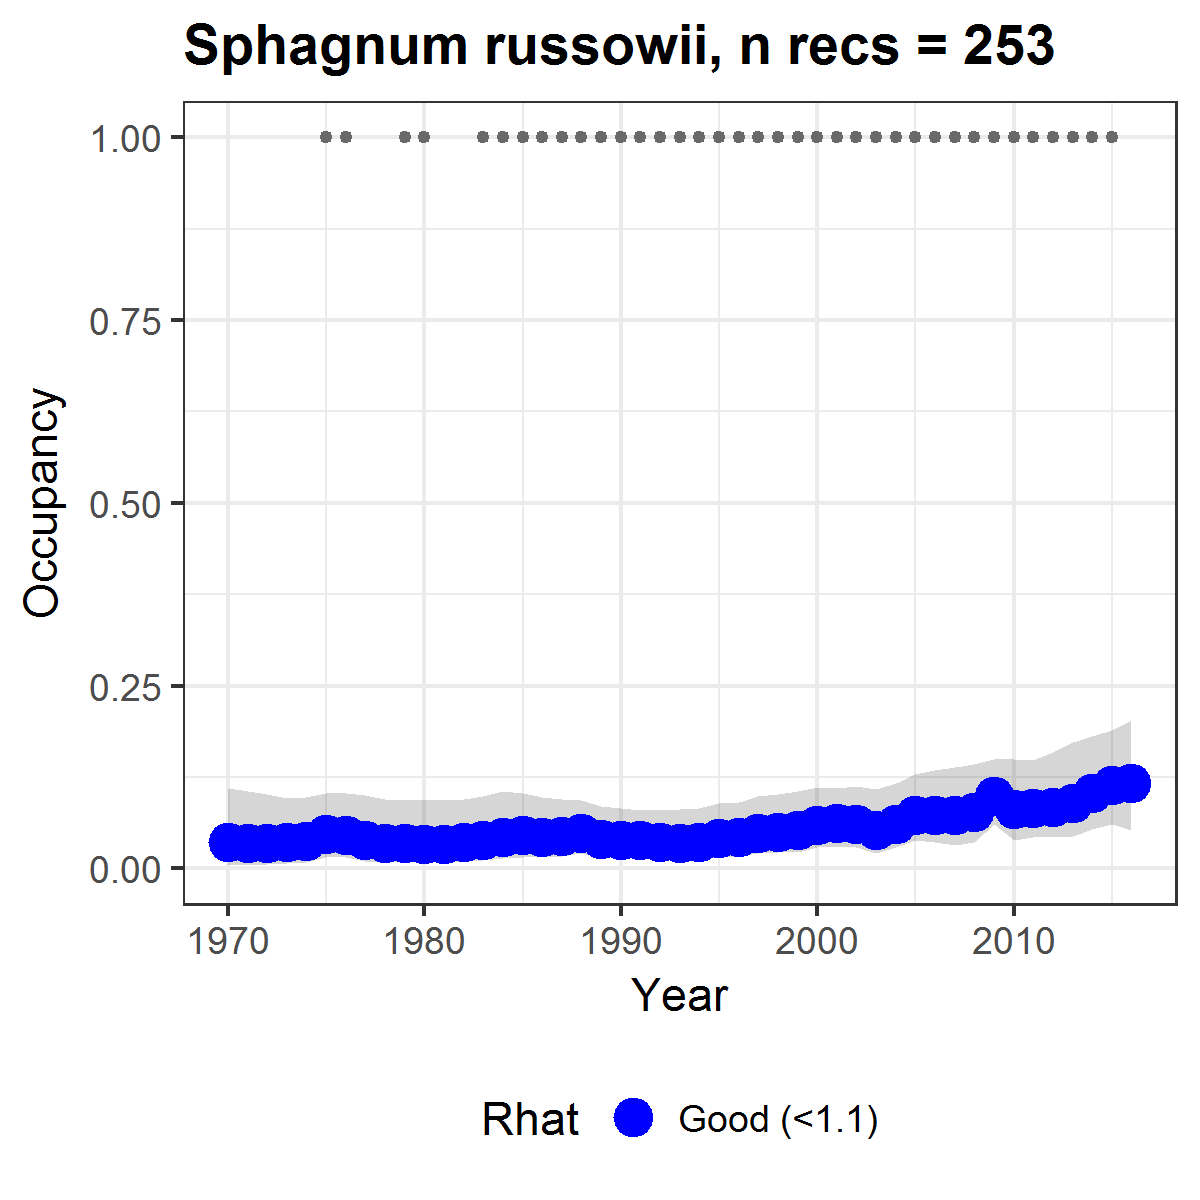 Sphagnum russowii, n recs = 253
1.00
0.75
0.50
0.25
0.00
Occupancy
1970 1980 1990 2000 2010
Year
Rhat Good (<1.1)